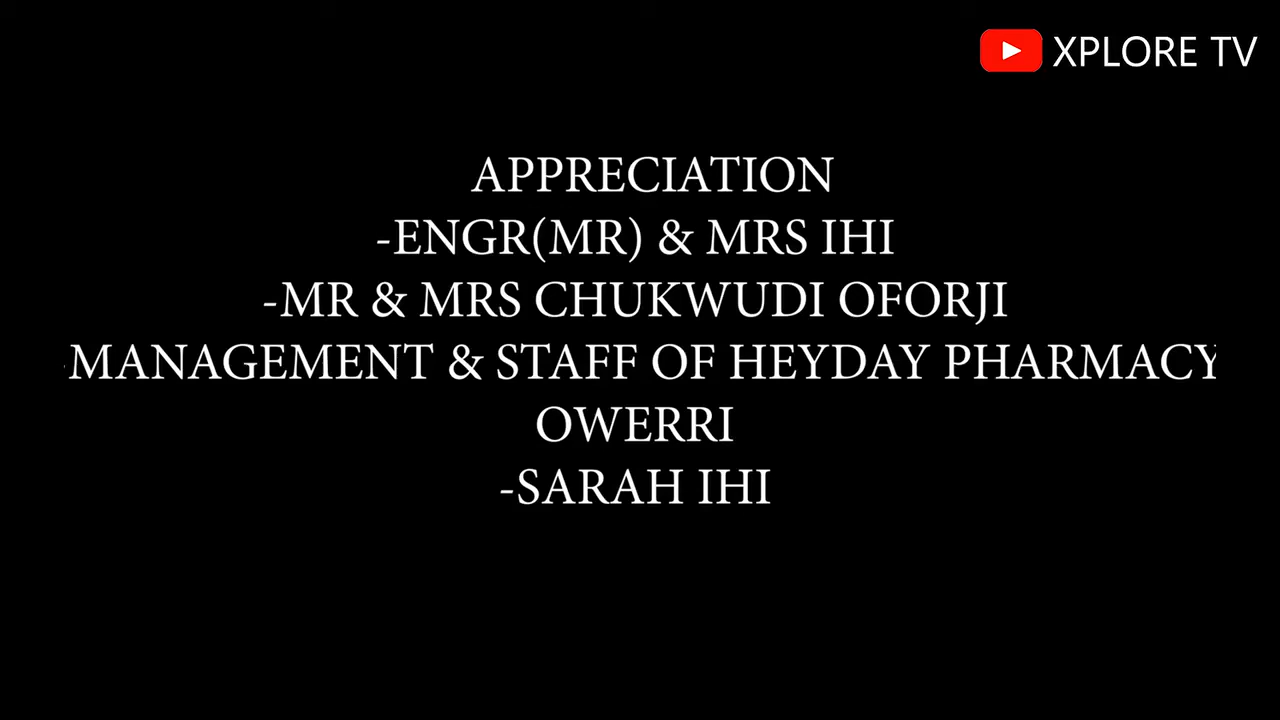 XPLORE TV
APPRECIATION
-ENGR(MR) & MRS IHI
-MR & MRS CHUKWUDI OFORJI
-MANAGEMENT & STAFF OF HEYDAY PHARMACY
OWERRI
-SARAH IHI